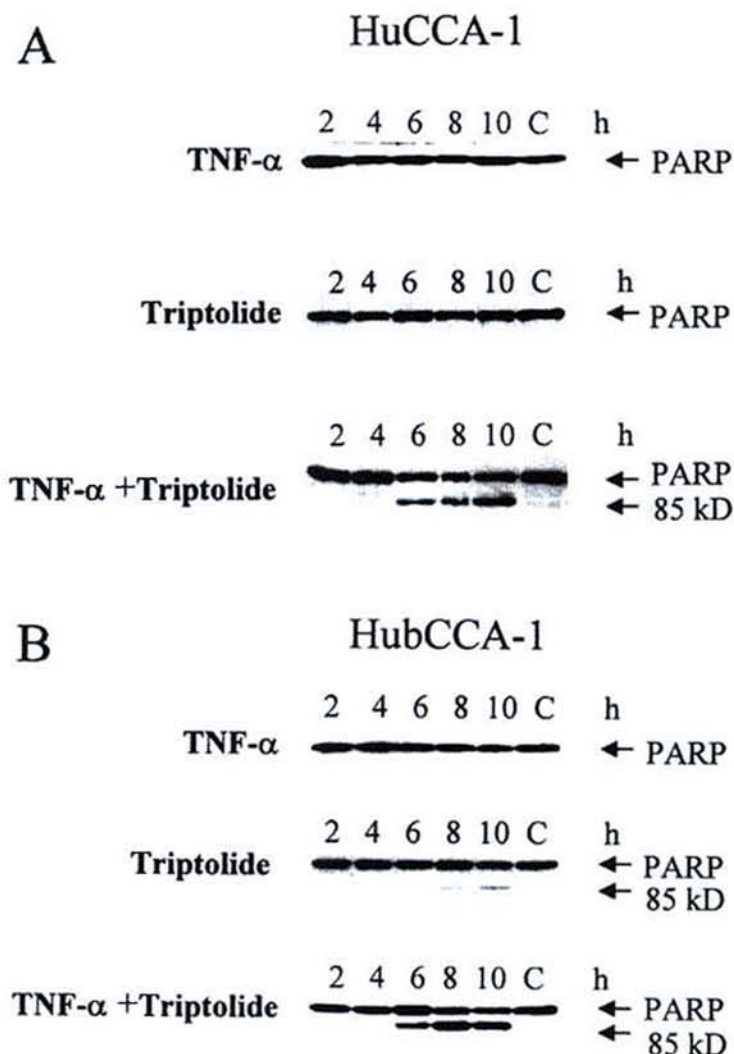 A
HuCCA-1
2 4 6 8 10 C h
TNF-α ← PARP
2 4 6 8 10 C h
Triptolide ← PARP
2 4 6 8 10 C h
TNF-α +Triptolide ← PARP
← 85 kD
B
HubCCA-1
2 4 6 8 10 C h
TNF-α ← PARP
2 4 6 8 10 C h
Triptolide ← PARP
← 85 kD
2 4 6 8 10 C h
TNF-α +Triptolide ← PARP
← 85 kD